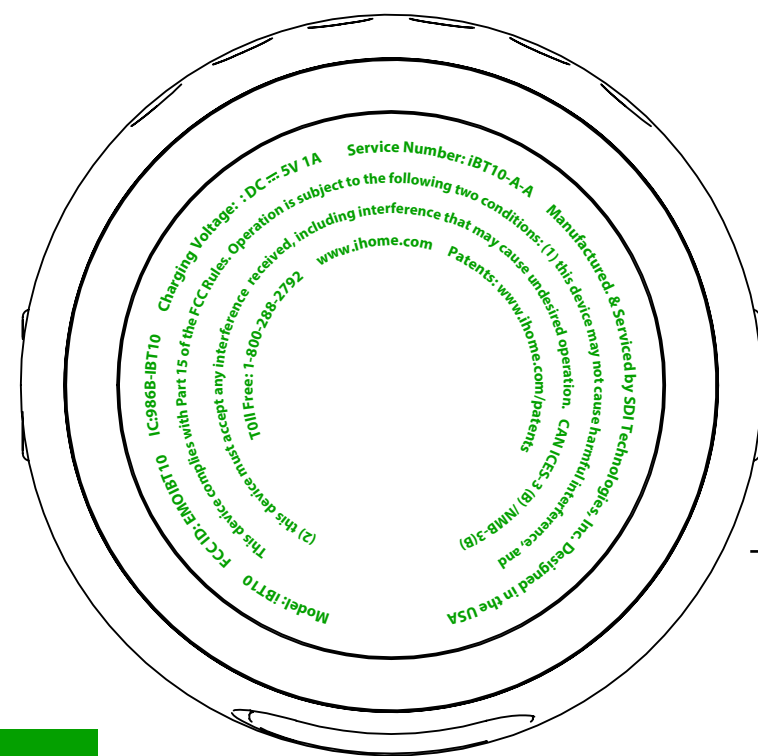 Model: iBT10 FCC ID: EMOIBT10 IC:986B-IBT10 Charging Voltage: : DC ⎓ 5V 1A Service Number: iBT10-A-A Manufactured. & Serviced by SDI Technologies, Inc. Designed in the USA
This device complies with Part 15 of the FCC Rules. Operation is subject to the following two conditions: (1) this device may not cause harmful interference, and
(2) this device must accept any interference received, including interference that may cause undesired operation. CAN ICES-3 (B) / NMB-3(B)
T0ll Free: 1-800-288-2792 www.ihome.com Patents: www.ihome.com/patents